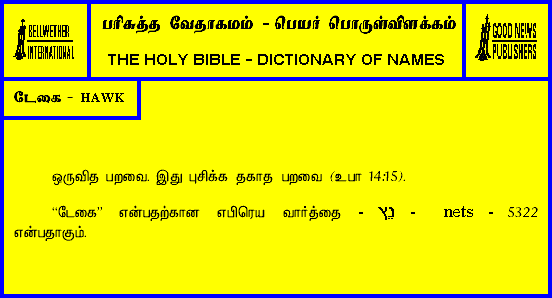 BELLWETHER
INTERNATIONAL
பரிசுத்த வேதாகமம் - பெயர் பொருள்விளக்கம்
THE HOLY BIBLE - DICTIONARY OF NAMES
GOOD NEWS
PUBLISHERS
டேகை - HAWK
ஒருவித பறவை. இது புசிக்க தகாத பறவை (உபா 14:15).
“டேகை” என்பதற்கான எபிரெய வார்த்தை - נֵץ - nets - 5322
என்பதாகும்.